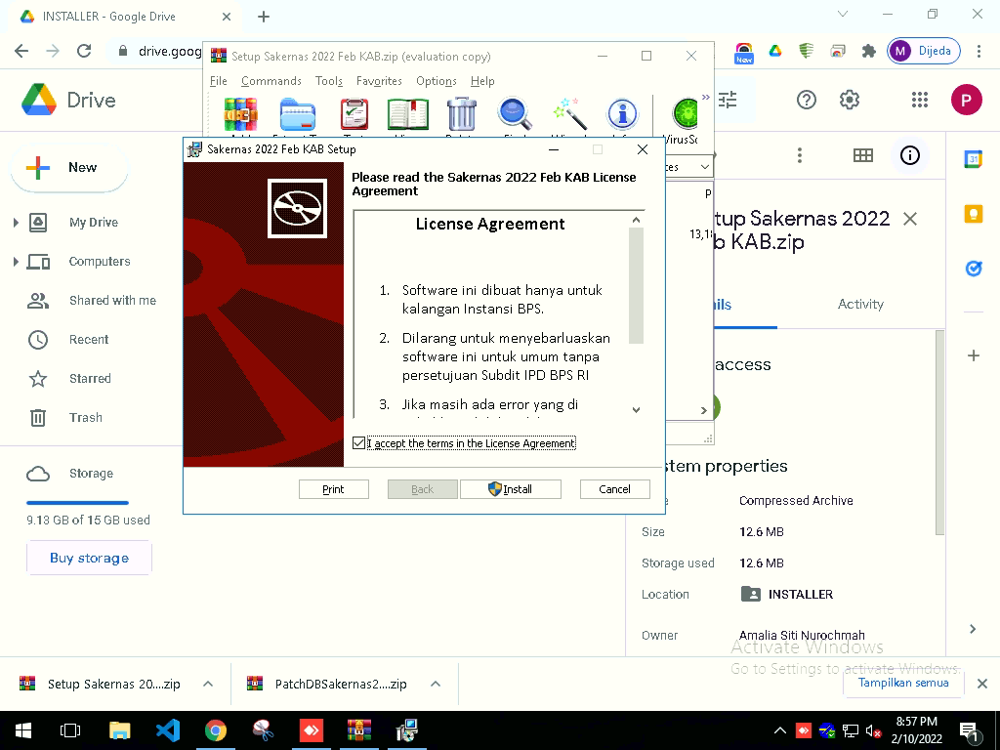 INSTALLER - Google Drive
drive.goog
New
M Dijeda
Drive
P
Setup Sakernas 2022 Feb KAB.zip (evaluation copy)
File Commands Tools Favorites Options Help
New
My Drive
Computers
Shared with me
Recent
Starred
Trash
Storage
9.13 GB of 15 GB used
Buy storage
Sakernas 2022 Feb KAB Setup
Please read the Sakernas 2022 Feb KAB License
Agreement
License Agreement
1. Software ini dibuat hanya untuk
kalangan Instansi BPS.
2. Dilarang untuk menyebarluaskan
software ini untuk umum tanpa
persetujuan Subdit IPD BPS RI
3. Jika masih ada error yang di
I accept the terms in the License Agreement
Print Back Install Cancel
VirusSc
ces
P
13,1
tup Sakernas 2022
b KAB.zip
ils
Activity
access
stem properties
Compressed Archive
Size 12.6 MB
Storage used 12.6 MB
Location INSTALLER
Owner Amalia Siti Nurochmah
31
Activate Windows
Go to Settings to activate Windows.
Setup Sakernas 20....zip
PatchDBSakernas2....zip
Tampilkan semua
8:57 PM
2/10/2022
1